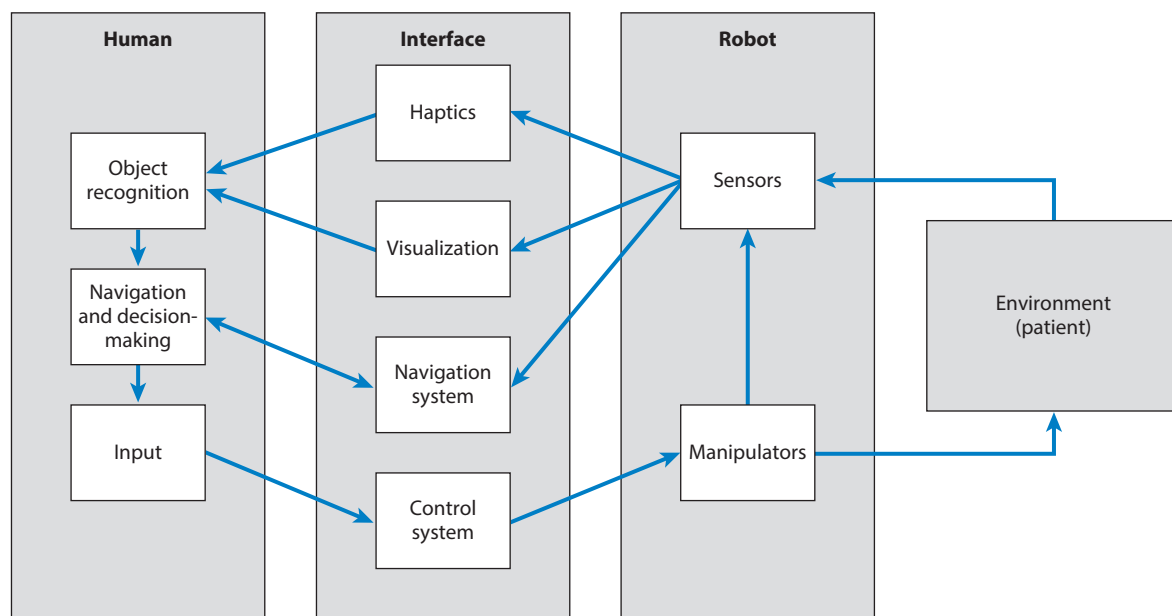 Human
Interface
Robot
Haptics
Object
recognition
Sensors
Visualization
Navigation
and decision-
making
Environment
(patient)
Navigation
system
Input
Manipulators
Control
system